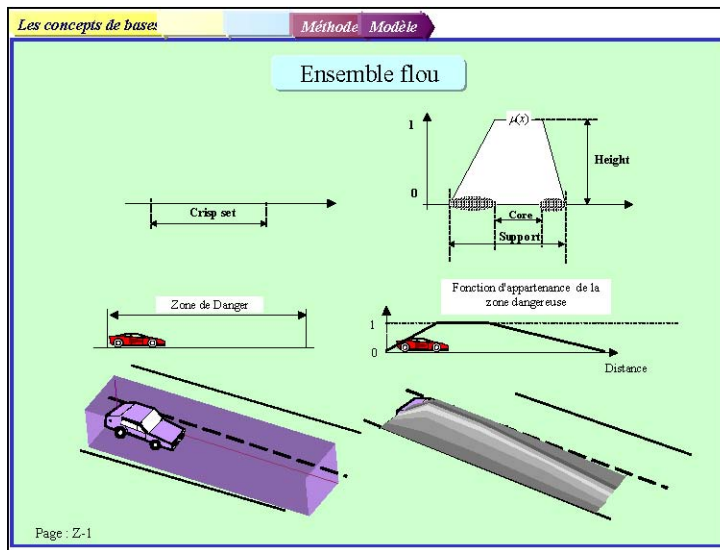 Les concepts de bases
Méthode Modèle
Ensemble flou
1
μ(x)
Height
0
Crisp set
Core
Support
Zone de Danger
Fonction d'appartenance de la
zone dangereuse
1
0
Distance
Page : Z-1